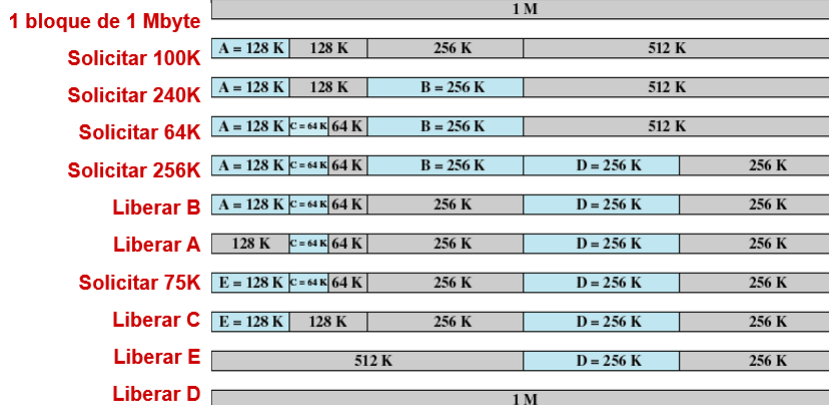 1 bloque de 1 Mbyte 1 M
Solicitar 100K A = 128 K 128 K 256 K 512 K
Solicitar 240K A = 128 K 128 K B = 256 K 512 K
Solicitar 64K A = 128 K C = 64 K 64 K B = 256 K 512 K
Solicitar 256K A = 128 K C = 64 K 64 K B = 256 K D = 256 K 256 K
Liberar B A = 128 K C = 64 K 64 K 256 K D = 256 K 256 K
Liberar A 128 K C = 64 K 64 K 256 K D = 256 K 256 K
Solicitar 75K E = 128 K C = 64 K 64 K 256 K D = 256 K 256 K
Liberar C E = 128 K 128 K 256 K D = 256 K 256 K
Liberar E 512 K D = 256 K 256 K
Liberar D 1 M